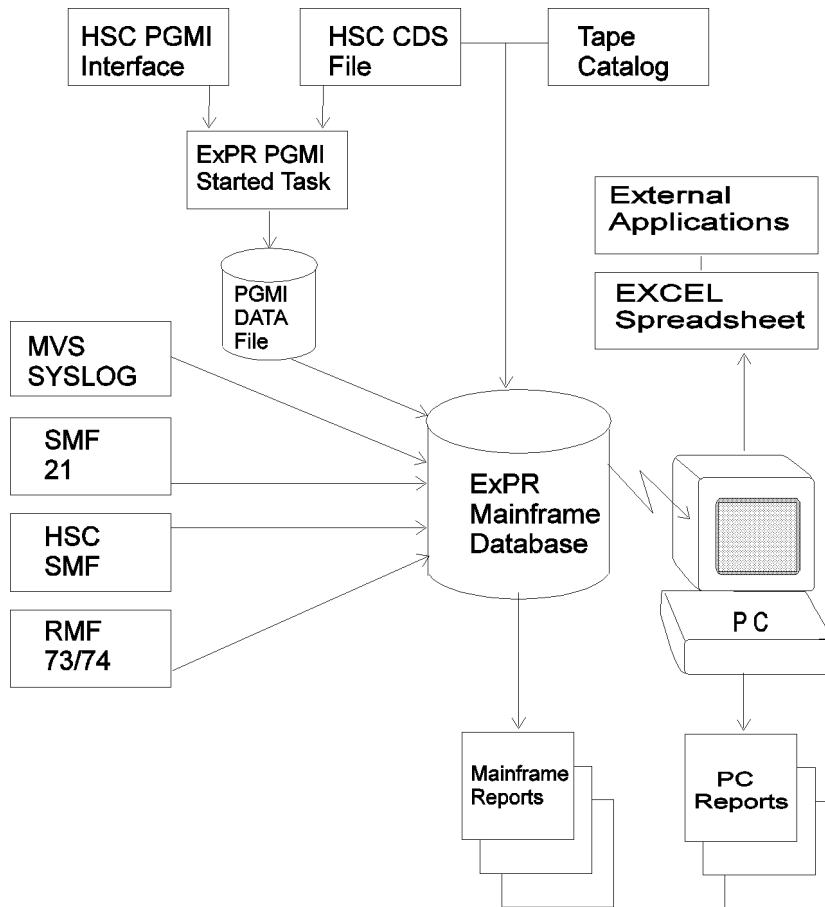 HSC PGMI
Interface
HSC CDS
File
Tape
Catalog
ExPR PGMI
Started Task
External
Applications
PGMI
DATA
File
EXCEL
Spreadsheet
MVS
SYSLOG
SMF
21
ExPR
Mainframe
Database
HSC
SMF
RMF
73/74
PC
Mainframe
Reports
PC
Reports